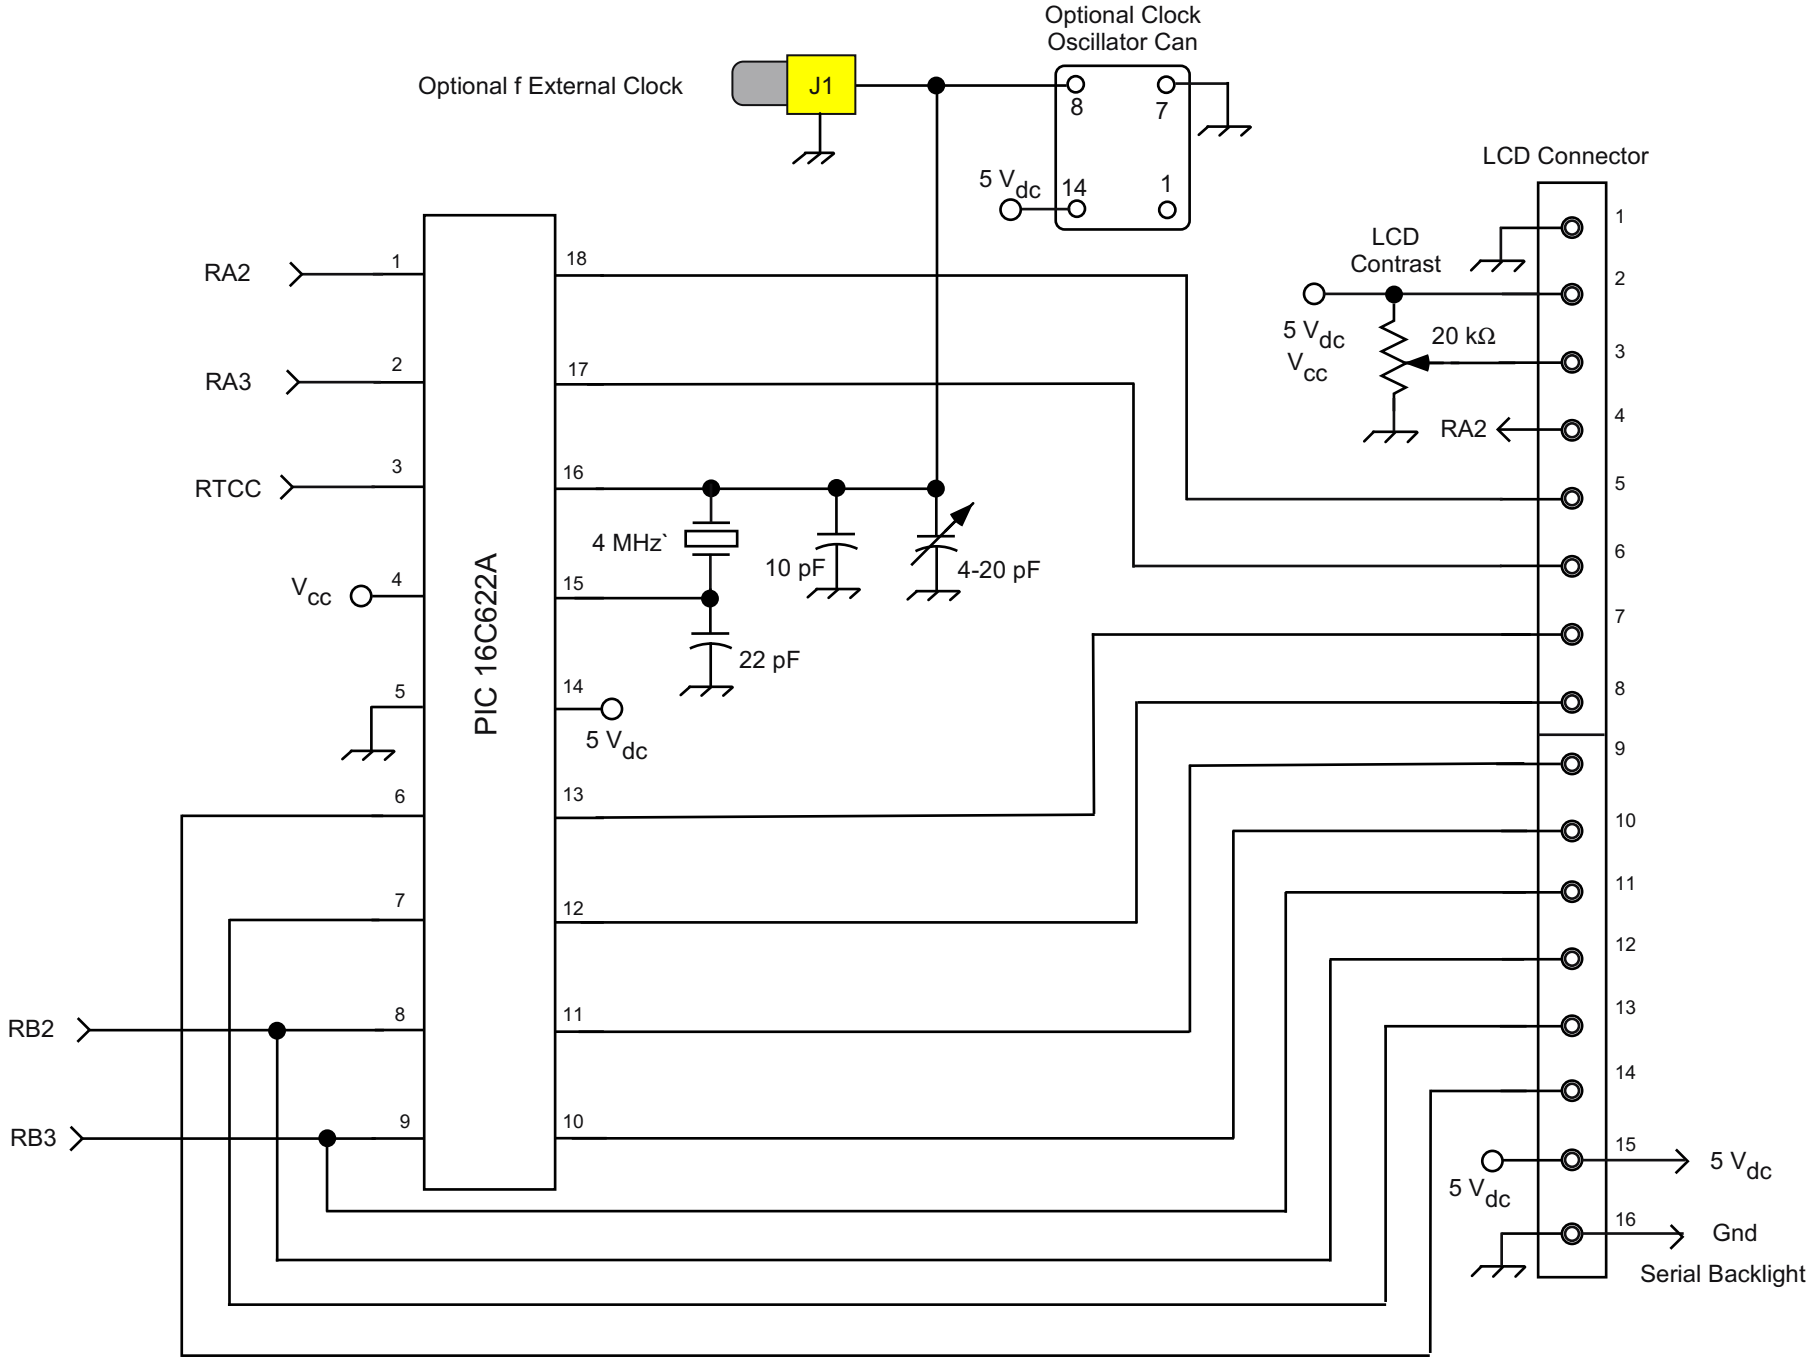 Optional Clock
Oscillator Can
Optional f External Clock
J1
8
7
5 Vdc
14
1
LCD Connector
1
2
3
4
5
6
7
8
9
10
11
12
13
14
15
16
LCD
Contrast
5 Vdc
Vcc
20 kΩ
RA2
RA2
1
18
RA3
2
17
RTCC
3
16
4 MHz`
10 pF
4-20 pF
Vcc
4
15
22 pF
PIC 16C622A
5
14
5 Vdc
6
13
7
12
RB2
8
11
RB3
9
10
5 Vdc
5 Vdc
Gnd
Serial Backlight